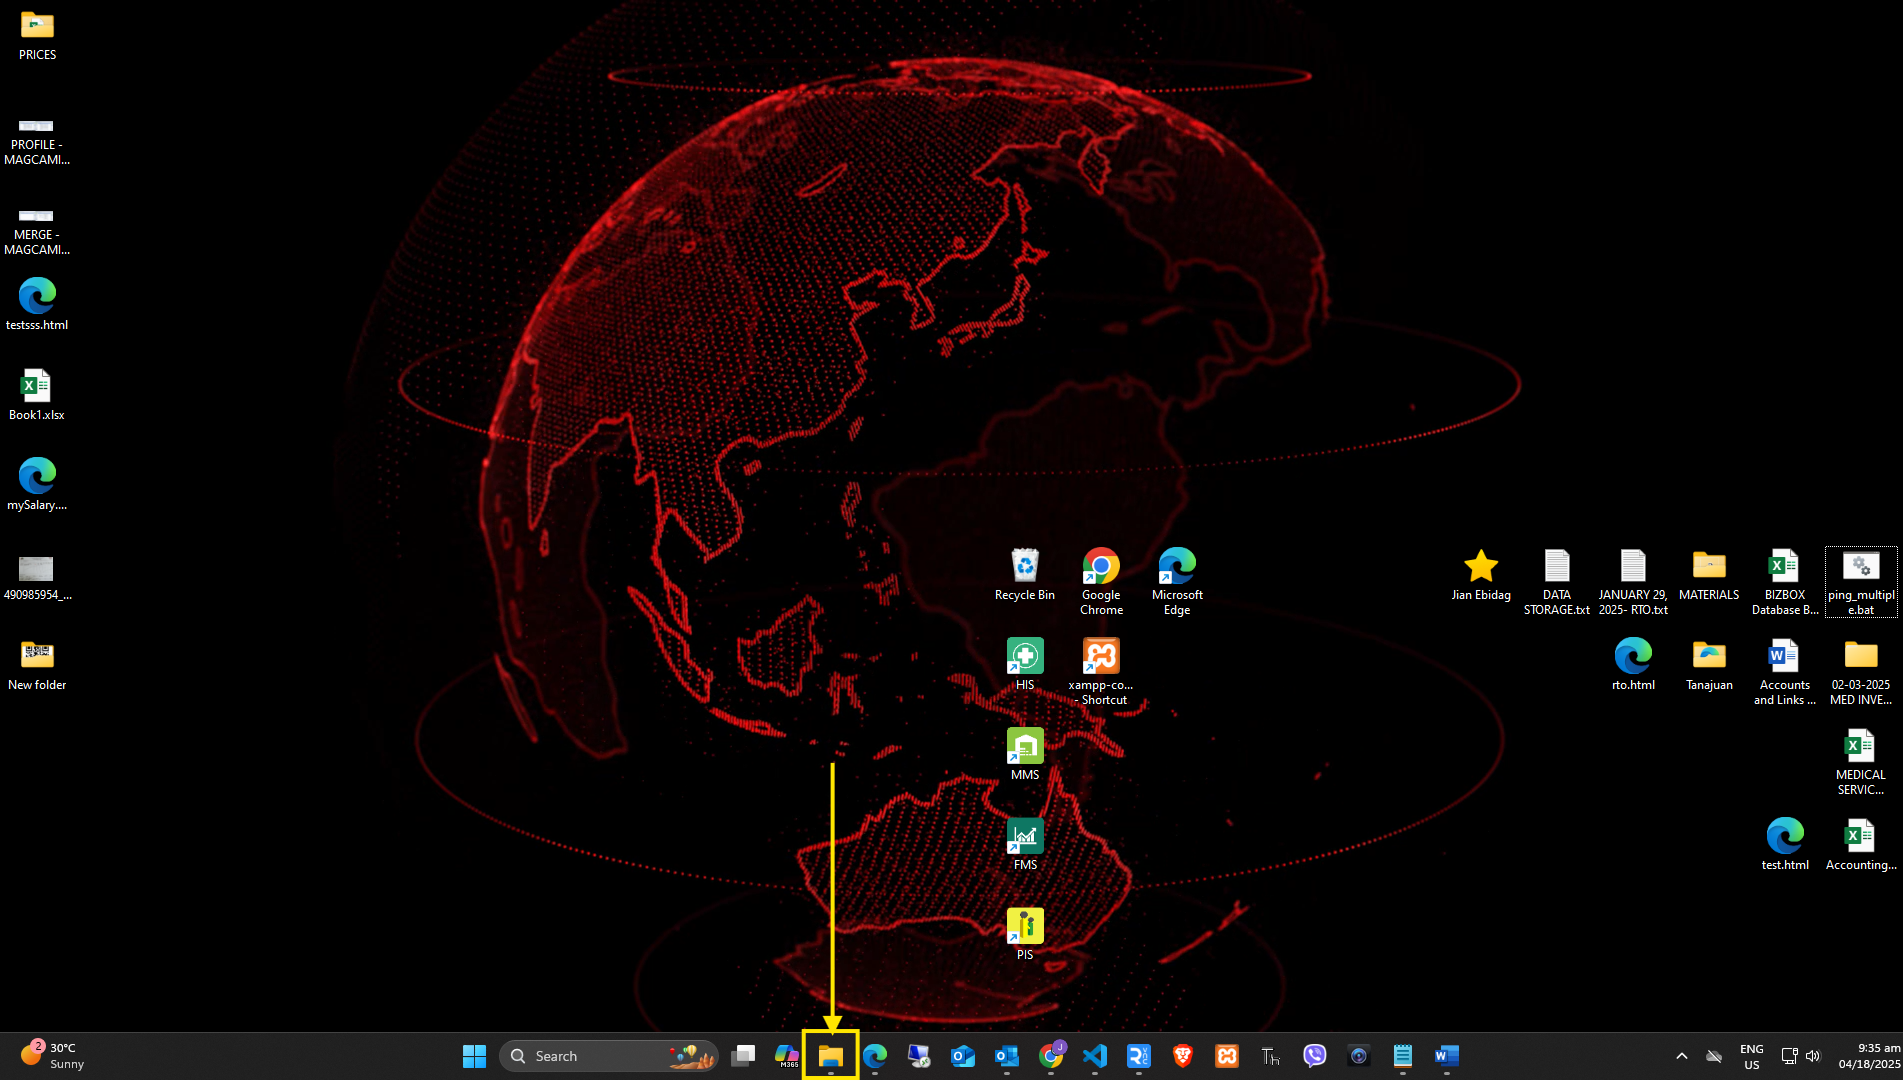 PRICES
PROFILE -
MAGCAMI...
MERGE -
MAGCAMI...
testsss.html
Book1.xlsx
mySalary....
490985954_...
New folder
Recycle Bin
Google
Chrome
Microsoft
Edge
HIS
xampp-co...
- Shortcut
MMS
FMS
PIS
Jian Ebidag
DATA
STORAGE.txt
JANUARY 29,
2025- RTO.txt
MATERIALS
BIZBOX
Database B...
ping_multipl
e.bat
rto.html
Tanajuan
Accounts
and Links ...
02-03-2025
MED INVE...
MEDICAL
SERVIC...
test.html
Accounting...
2
30°C
Sunny
Search
M365
J
ENG
US
9:35 am
04/18/2025